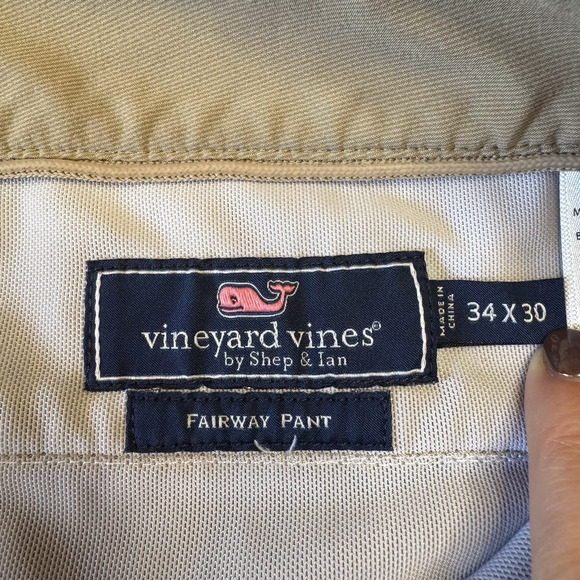 vineyard vines®
by Shep & Ian
FAIRWAY PANT
MADE IN
CHINA
34 X 30